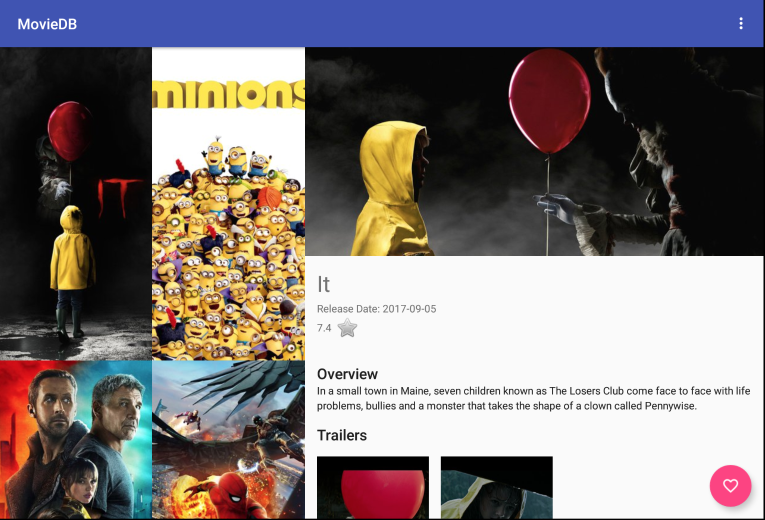 MovieDB
IT
minions
It
Release Date: 2017-09-05
7.4
Overview
In a small town in Maine, seven children known as The Losers Club come face to face with life
problems, bullies and a monster that takes the shape of a clown called Pennywise.
Trailers